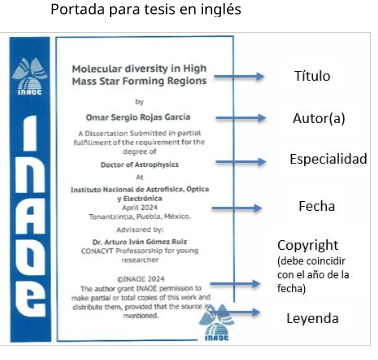 Portada para tesis en inglés
INAOE
INAOE
Molecular diversity in High
Mass Star Forming Regions
by
Omar Sergio Rojas García
A Dissertation Submitted in partial
fulfillment of the requirement for the
degree of
Doctor of Astrophysics
At
Instituto Nacional de Astrofísica, Óptica
y Electrónica
April 2024
Tonantzintla, Puebla, México.
Advisored by:
Dr. Arturo Iván Gómez Ruiz
CONACYT Professorship for young
researcher
©INAOE 2024
The author grant INAOE permission to
make partial or total copies of this work and
distribute them, provided that the source is
mentioned.
INAOE
Título
Autor(a)
Especialidad
Fecha
Copyright
(debe coincidir
con el año de la
fecha)
Leyenda